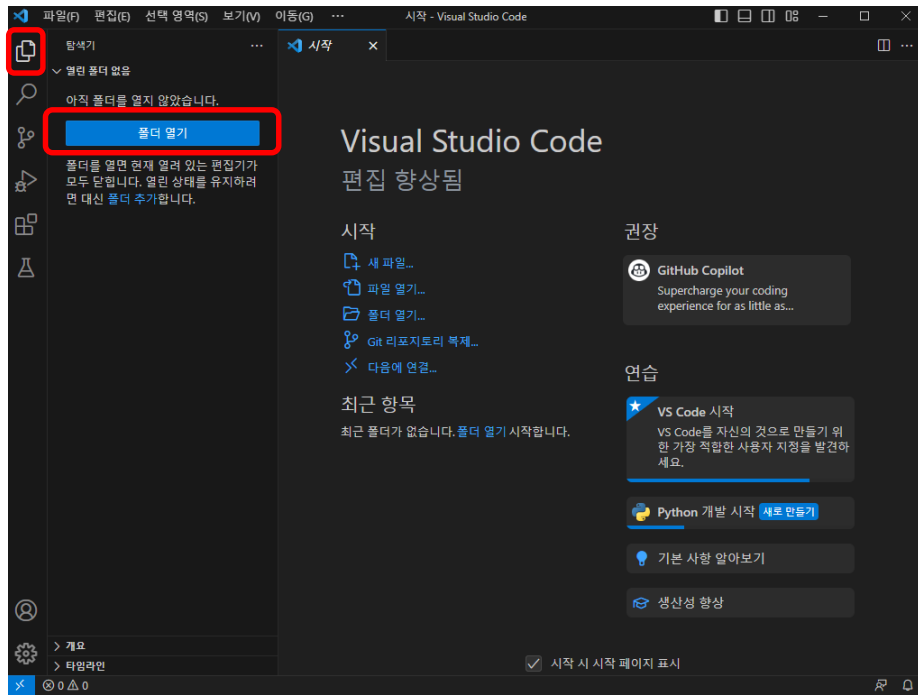 파일(F) 편집(E) 선택 영역(S) 보기(V) 이동(G) ··· 시작 - Visual Studio Code
탐색기 ···
열린 폴더 없음
아직 폴더를 열지 않았습니다.
폴더 열기
폴더를 열면 현재 열려 있는 편집기가
모두 닫힙니다. 열린 상태를 유지하려
면 대신 폴더 추가합니다.
개요
타임라인
시작
Visual Studio Code
편집 향상됨
시작
새 파일...
파일 열기...
폴더 열기...
Git 리포지토리 복제...
다음에 연결...
최근 항목
최근 폴더가 없습니다. 폴더 열기 시작합니다.
권장
GitHub Copilot
Supercharge your coding
experience for as little as...
연습
VS Code 시작
VS Code를 자신의 것으로 만들기 위
한 가장 적합한 사용자 지정을 발견하
세요.
Python 개발 시작 새로 만들기
기본 사항 알아보기
생산성 향상
시작 시 시작 페이지 표시
0 0